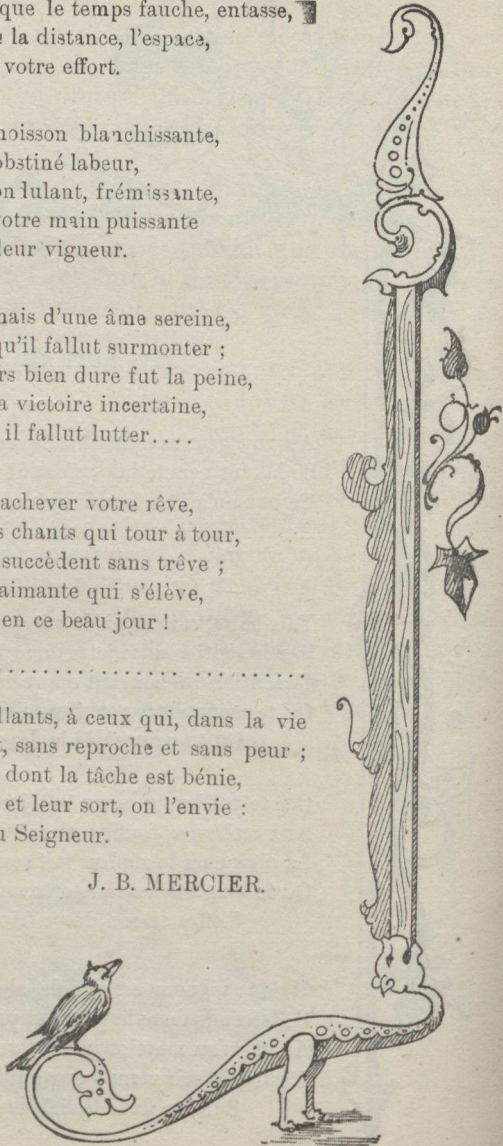 que le temps fauche, entasse,
la distance, l'espace,
votre effort.
noisson blanchissante,
obstiné labeur,
ondulant, frémissante,
votre main puissante
leur vigueur.
nais d'une âme sereine,
qu'il fallut surmonter ;
rs bien dure fut la peine,
a victoire incertaine,
il fallut lutter....
achever votre rêve,
s chants qui tour à tour,
succèdent sans trêve ;
aimante qui s'élève,
en ce beau jour !
llants, à ceux qui, dans la vie
t, sans reproche et sans peur ;
dont la tâche est bénie,
et leur sort, on l'envie :
u Seigneur.
J. B. MERCIER.